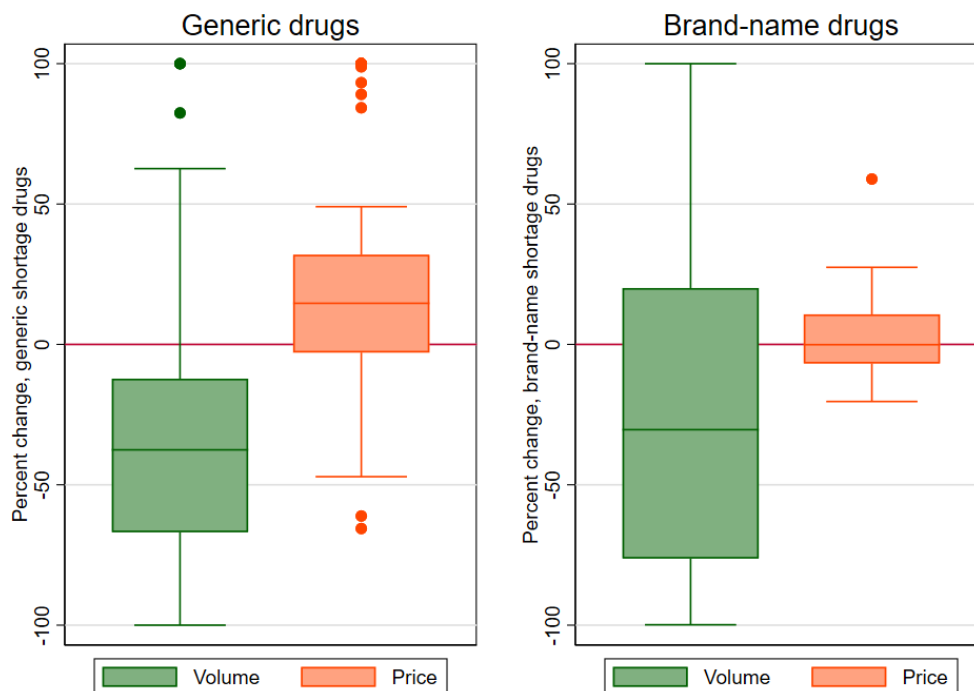 Generic drugs
Percent change, generic shortage drugs
100
50
0
-50
-100
Volume
Price
Brand-name drugs
Percent change, brand-name shortage drugs
100
50
0
-50
-100
Volume
Price